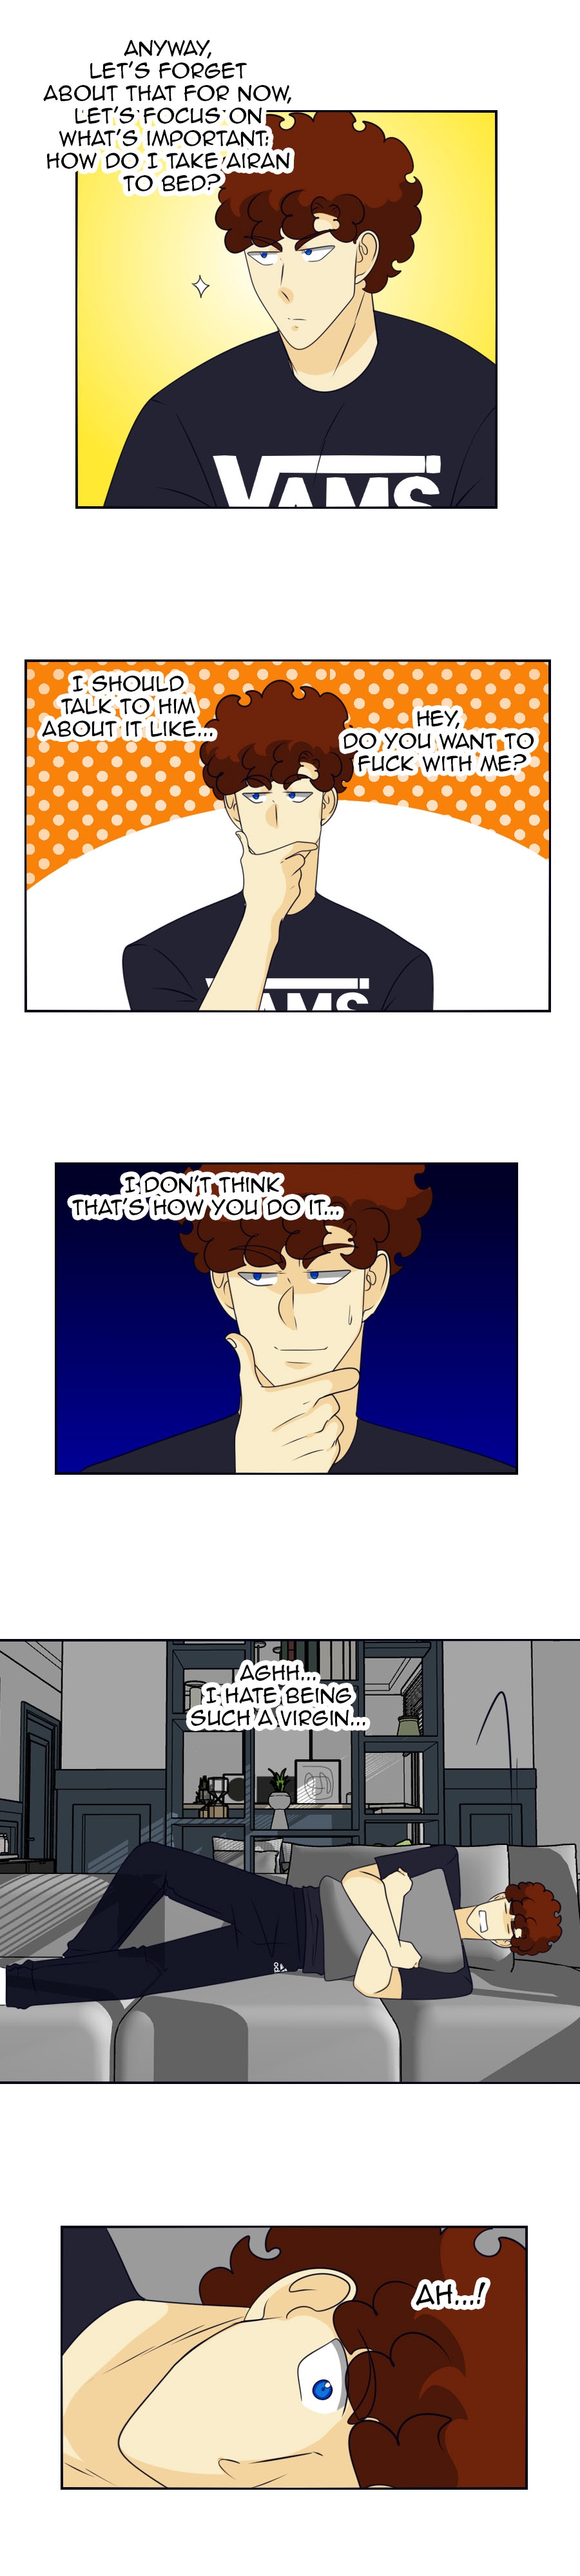 ANYWAY,
LET'S FORGET
ABOUT THAT FOR NOW,
LET'S FOCUS ON
WHAT'S IMPORTANT:
HOW DO I TAKE AIRAN
TO BED?
VAMS
I SHOULD
TALK TO HIM
ABOUT IT LIKE...
HEY,
DO YOU WANT TO
FUCK WITH ME?
VAMS
I DON'T THINK
THAT'S HOW YOU DO IT...
AGHH...
I HATE BEING
SUCH A VIRGIN...
AH...!